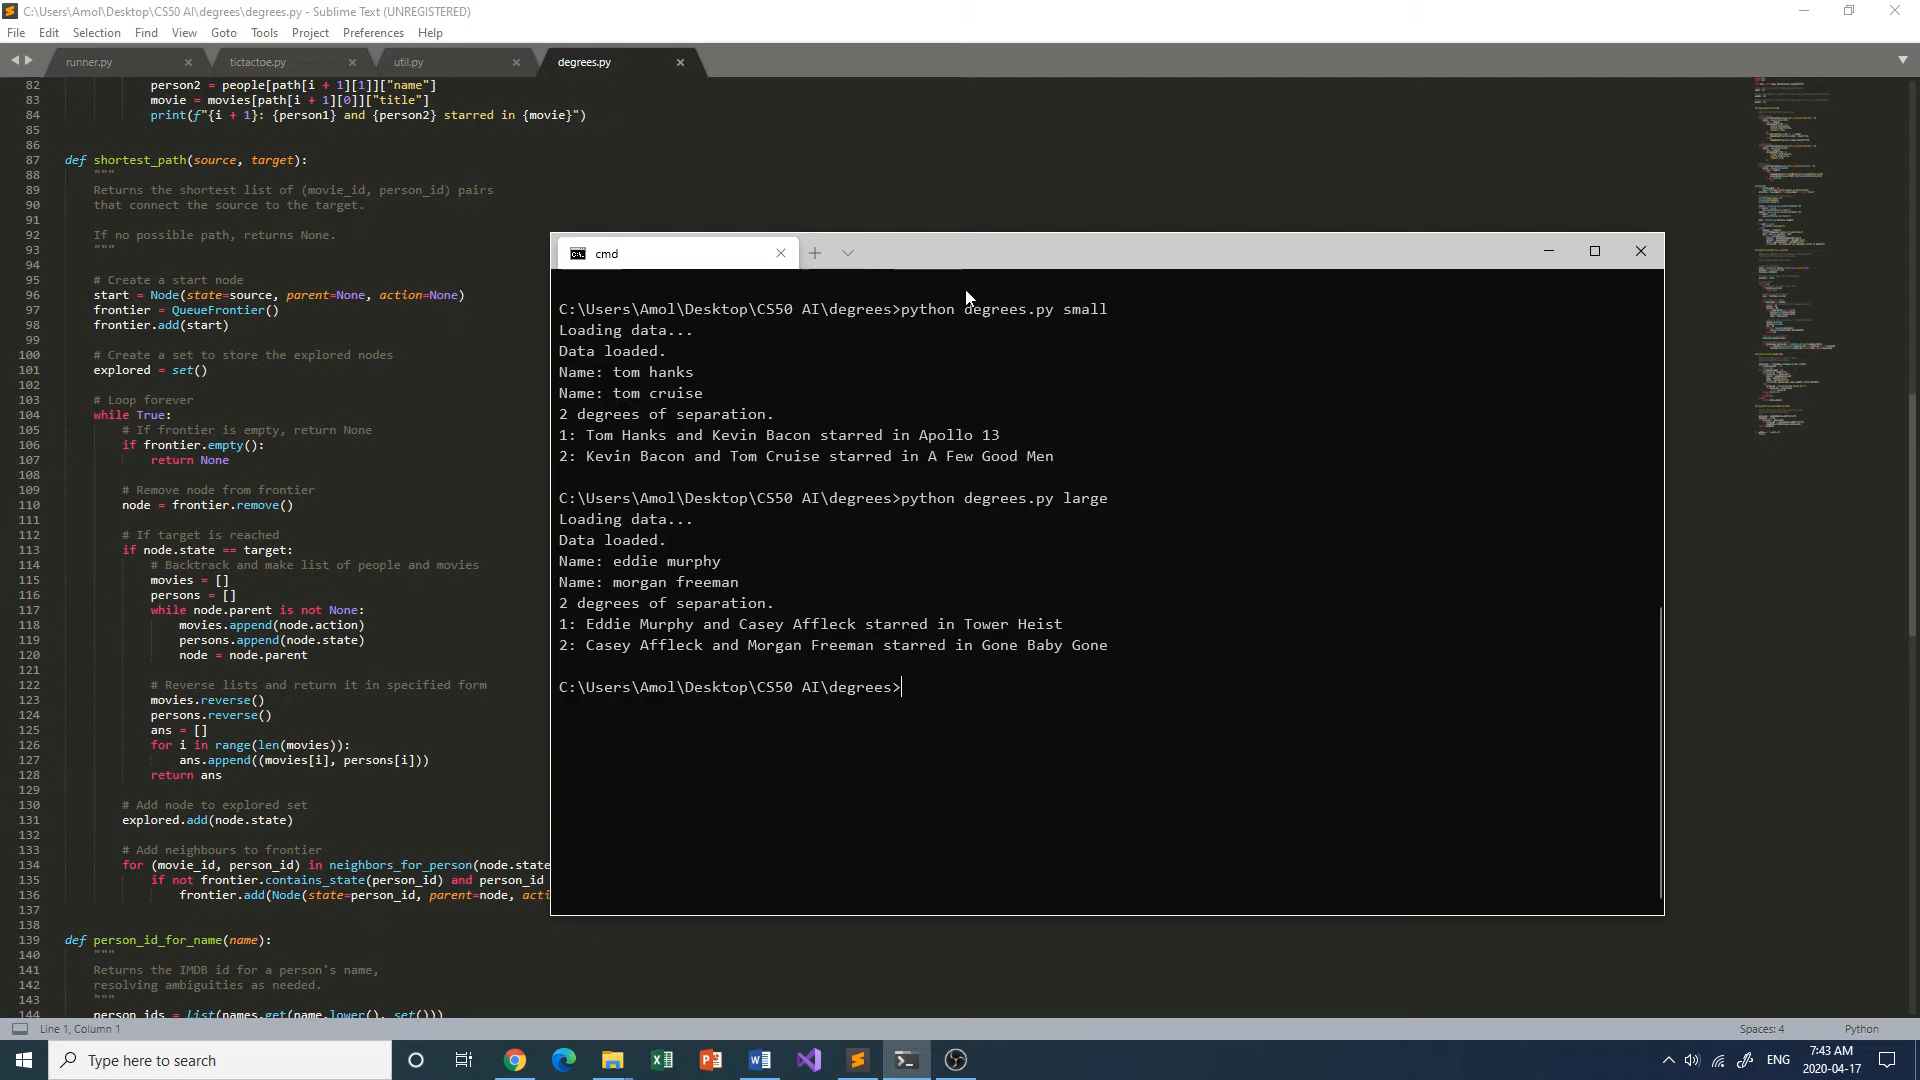 C:\Users\Amol\Desktop\CS50 AI\degrees\degrees.py - Sublime Text (UNREGISTERED)
File Edit Selection Find View Goto Tools Project Preferences Help
runner.py tictactoe.py util.py degrees.py
82 person2 = people[path[i + 1][1]]["name"]
83 movie = movies[path[i + 1][0]]["title"]
84 print(f"{i + 1}: {person1} and {person2} starred in {movie}")
85
86
87 def shortest_path(source, target):
88 """
89 Returns the shortest list of (movie_id, person_id) pairs
90 that connect the source to the target.
91
92 If no possible path, returns None.
93 """
94
95 # Create a start node
96 start = Node(state=source, parent=None, action=None)
97 frontier = QueueFrontier()
98 frontier.add(start)
99
100 # Create a set to store the explored nodes
101 explored = set()
102
103 # Loop forever
104 while True:
105 # If frontier is empty, return None
106 if frontier.empty():
107 return None
108
109 # Remove node from frontier
110 node = frontier.remove()
111
112 # If target is reached
113 if node.state == target:
114 # Backtrack and make list of people and movies
115 movies = []
116 persons = []
117 while node.parent is not None:
118 movies.append(node.action)
119 persons.append(node.state)
120 node = node.parent
121
122 # Reverse lists and return it in specified form
123 movies.reverse()
124 persons.reverse()
125 ans = []
126 for i in range(len(movies)):
127 ans.append((movies[i], persons[i]))
128 return ans
129
130 # Add node to explored set
131 explored.add(node.state)
132
133 # Add neighbours to frontier
134 for (movie_id, person_id) in neighbors_for_person(node.state
135 if not frontier.contains_state(person_id) and person_id
136 frontier.add(Node(state=person_id, parent=node, acti
137
138
139 def person_id_for_name(name):
140 """
141 Returns the IMDB id for a person's name,
142 resolving ambiguities as needed.
143 """
144 person_ids = list(names.get(name.lower(), set()))
cmd
C:\Users\Amol\Desktop\CS50 AI\degrees>python degrees.py small
Loading data...
Data loaded.
Name: tom hanks
Name: tom cruise
2 degrees of separation.
1: Tom Hanks and Kevin Bacon starred in Apollo 13
2: Kevin Bacon and Tom Cruise starred in A Few Good Men
C:\Users\Amol\Desktop\CS50 AI\degrees>python degrees.py large
Loading data...
Data loaded.
Name: eddie murphy
Name: morgan freeman
2 degrees of separation.
1: Eddie Murphy and Casey Affleck starred in Tower Heist
2: Casey Affleck and Morgan Freeman starred in Gone Baby Gone
C:\Users\Amol\Desktop\CS50 AI\degrees>
Line 1, Column 1 Spaces: 4 Python
Type here to search
ENG
7:43 AM
2020-04-17